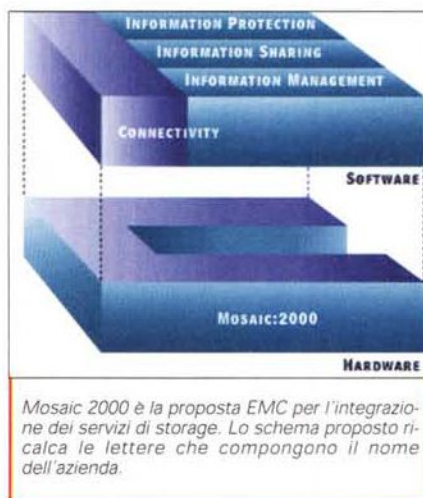 INFORMATION PROTECTION
INFORMATION SHARING
INFORMATION MANAGEMENT
CONNECTIVITY
SOFTWARE
MOSAIC:2000
HARDWARE
Mosaic 2000 è la proposta EMC per l'integrazio-
ne dei servizi di storage. Lo schema proposto ri-
calca le lettere che compongono il nome
dell'azienda.